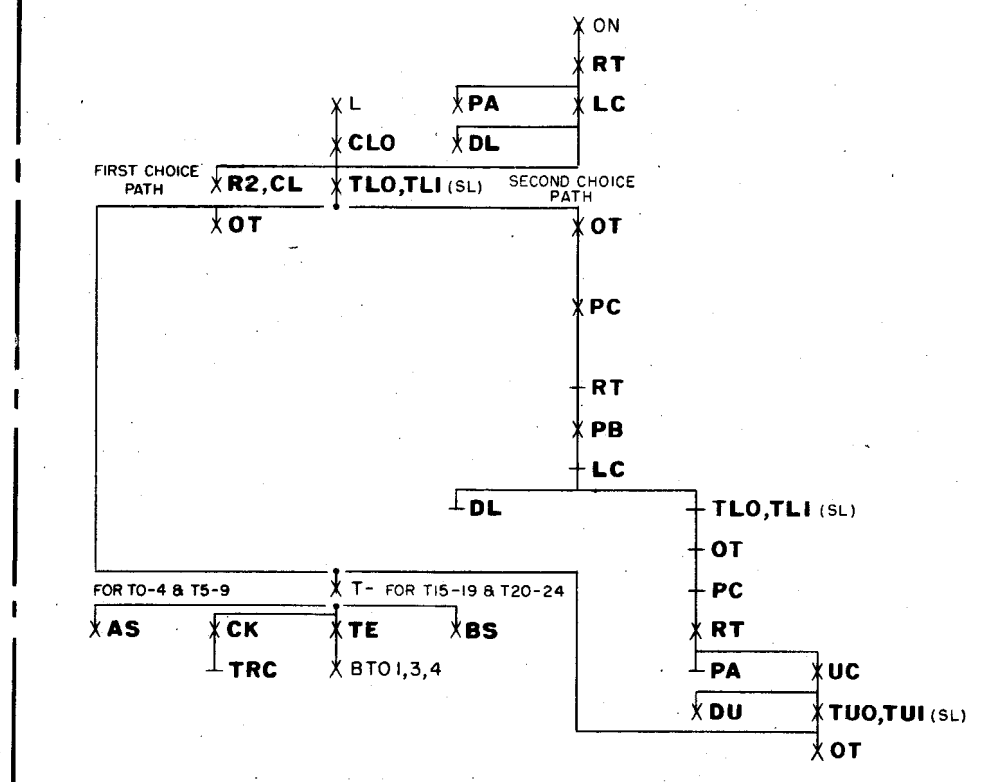 ON
RT
L
PA
LC
CLO
DL
FIRST CHOICE
PATH
R2,CL
TLO,TLI (SL)
SECOND CHOICE
PATH
OT
OT
PC
RT
PB
LC
DL
TLO,TLI (SL)
OT
FOR TO-4 & T5-9
T- FOR T15-19 & T20-24
PC
AS
CK
TE
BS
RT
TRC
BTO1,3,4
PA
UC
DU
TUO,TUI (SL)
OT